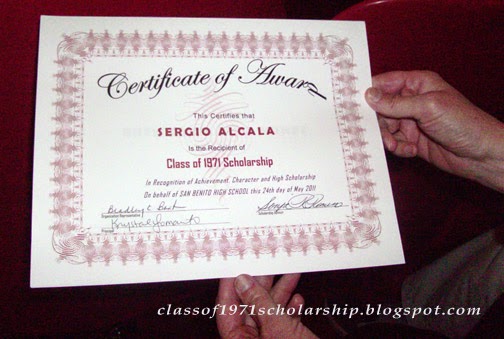 Certificate of Award
This Certifies that
SERGIO ALCALA
Is the Recipient of
Class of 1971 Scholarship
In Recognition of Achievement, Character and High Scholarship
On behalf of SAN BENITO HIGH SCHOOL this 24th day of May 2011
Bradley C.
classof1971scholarship.blogspot.com